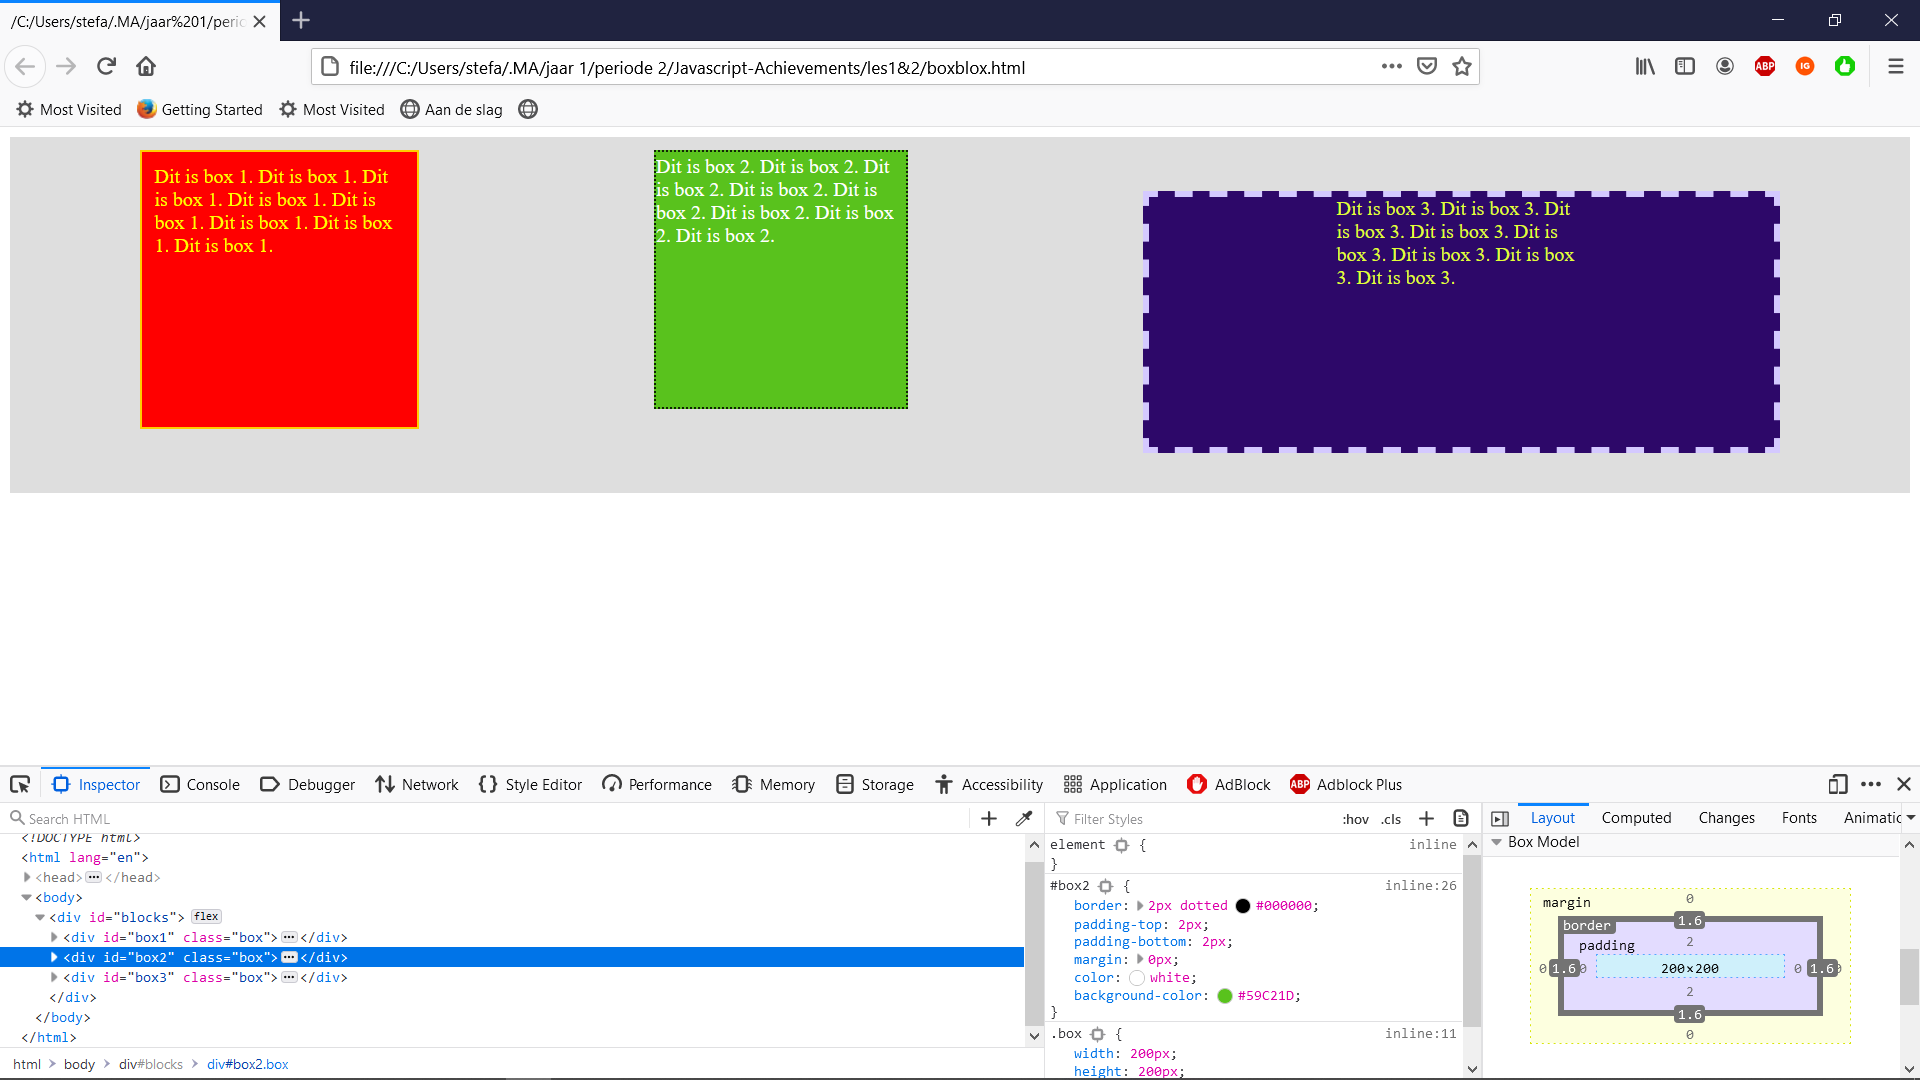 /C:/Users/stefa/.MA/jaar%201/perio
file:///C:/Users/stefa/.MA/jaar 1/periode 2/Javascript-Achievements/les1&2/boxblox.html
ABP
IG
Most Visited
Getting Started
Most Visited
Aan de slag
Dit is box 1. Dit is box 1. Dit
is box 1. Dit is box 1. Dit is
box 1. Dit is box 1. Dit is box
1. Dit is box 1.
Dit is box 2. Dit is box 2. Dit
is box 2. Dit is box 2. Dit is
box 2. Dit is box 2. Dit is box
2. Dit is box 2.
Dit is box 3. Dit is box 3. Dit
is box 3. Dit is box 3. Dit is
box 3. Dit is box 3. Dit is box
3. Dit is box 3.
Inspector Console Debugger Network Style Editor Performance Memory Storage Accessibility Application AdBlock ABP Adblock Plus
Search HTML
<!DOCTYPE html>
<html lang="en">
<head> </head>
<body>
<div id="blocks"> flex
<div id="box1" class="box"> </div>
<div id="box2" class="box"> </div>
<div id="box3" class="box"> </div>
</div>
</body>
</html>
html > body > div#blocks > div#box2.box
Filter Styles :hov .cls
element { inline
}
#box2 { inline:26
border: 2px dotted #000000;
padding-top: 2px;
padding-bottom: 2px;
margin: 0px;
color: white;
background-color: #59C21D;
}
.box { inline:11
width: 200px;
height: 200px;
Layout Computed Changes Fonts Animatic
Box Model
margin 0
border 1.6
padding 2
0 1.6 0 200×200 0 1.6 0
2
1.6
0